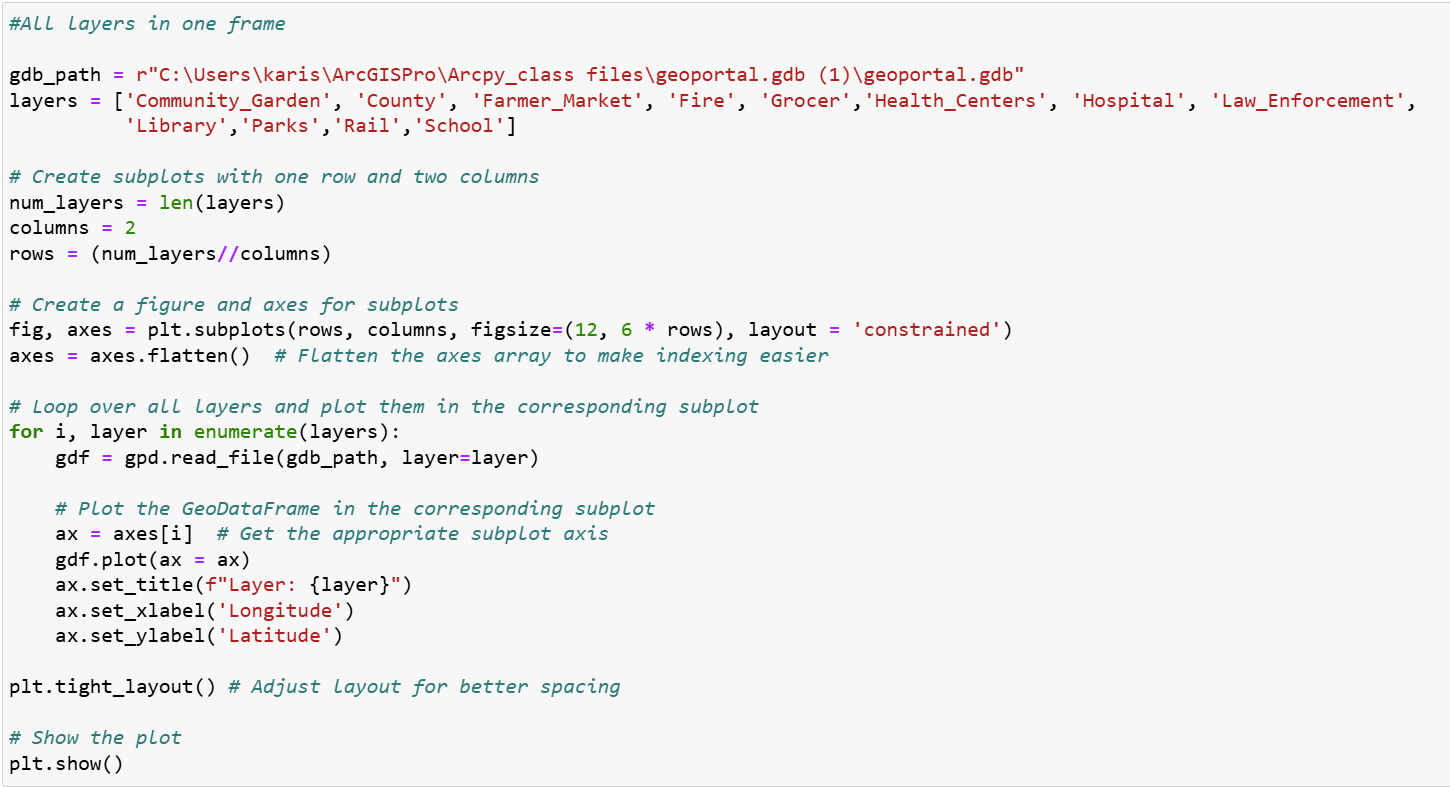 #All layers in one frame
gdb_path = r"C:\Users\karis\ArcGISPro\Arcpy_class files\geoportal.gdb (1)\geoportal.gdb"
layers = ['Community_Garden', 'County', 'Farmer_Market', 'Fire', 'Grocer','Health_Centers', 'Hospital', 'Law_Enforcement',
          'Library','Parks','Rail','School']
# Create subplots with one row and two columns
num_layers = len(layers)
columns = 2
rows = (num_layers//columns)
# Create a figure and axes for subplots
fig, axes = plt.subplots(rows, columns, figsize=(12, 6 * rows), layout = 'constrained')
axes = axes.flatten()  # Flatten the axes array to make indexing easier
# Loop over all layers and plot them in the corresponding subplot
for i, layer in enumerate(layers):
    gdf = gpd.read_file(gdb_path, layer=layer)
    # Plot the GeoDataFrame in the corresponding subplot
    ax = axes[i]  # Get the appropriate subplot axis
    gdf.plot(ax = ax)
    ax.set_title(f"Layer: {layer}")
    ax.set_xlabel('Longitude')
    ax.set_ylabel('Latitude')
plt.tight_layout() # Adjust layout for better spacing
# Show the plot
plt.show()